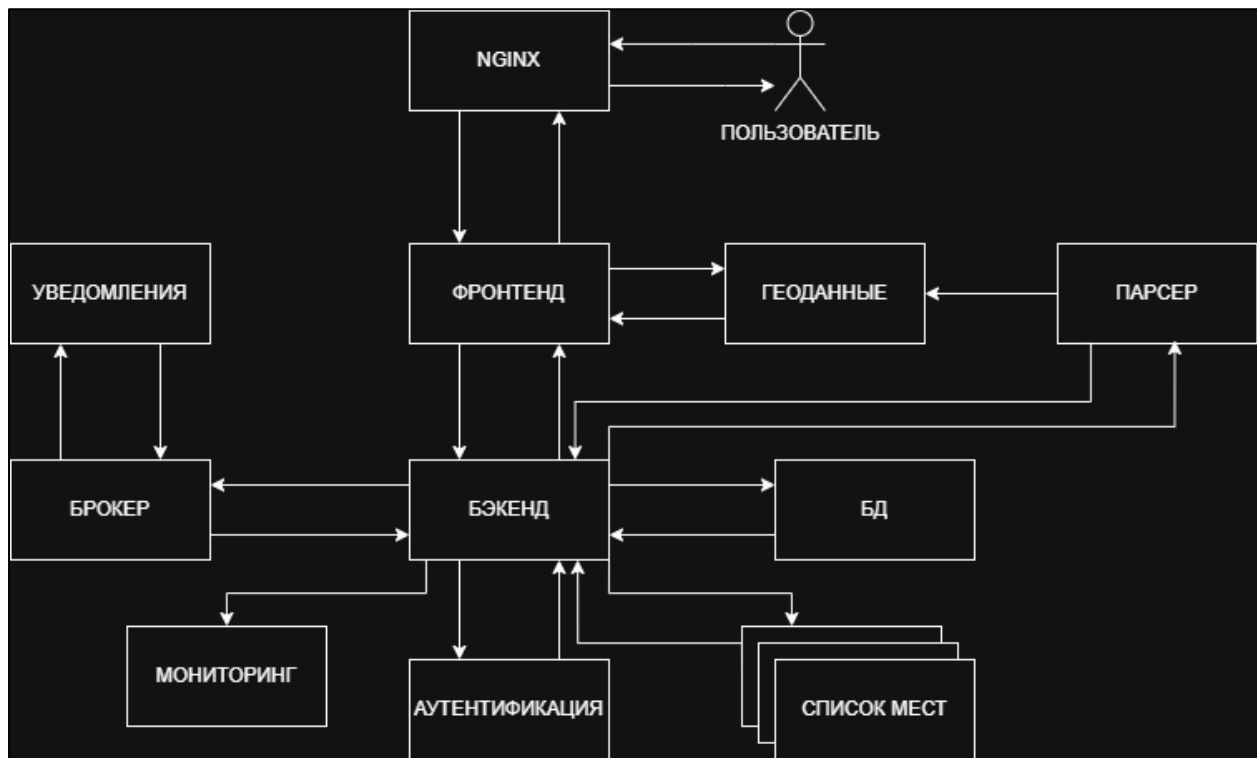 NGINX
ПОЛЬЗОВАТЕЛЬ
УВЕДОМЛЕНИЯ
ФРОНТЕНД
ГЕОДАННЫЕ
ПАРСЕР
БРОКЕР
БЭКЕНД
БД
МОНИТОРИНГ
АУТЕНТИФИКАЦИЯ
СПИСОК МЕСТ